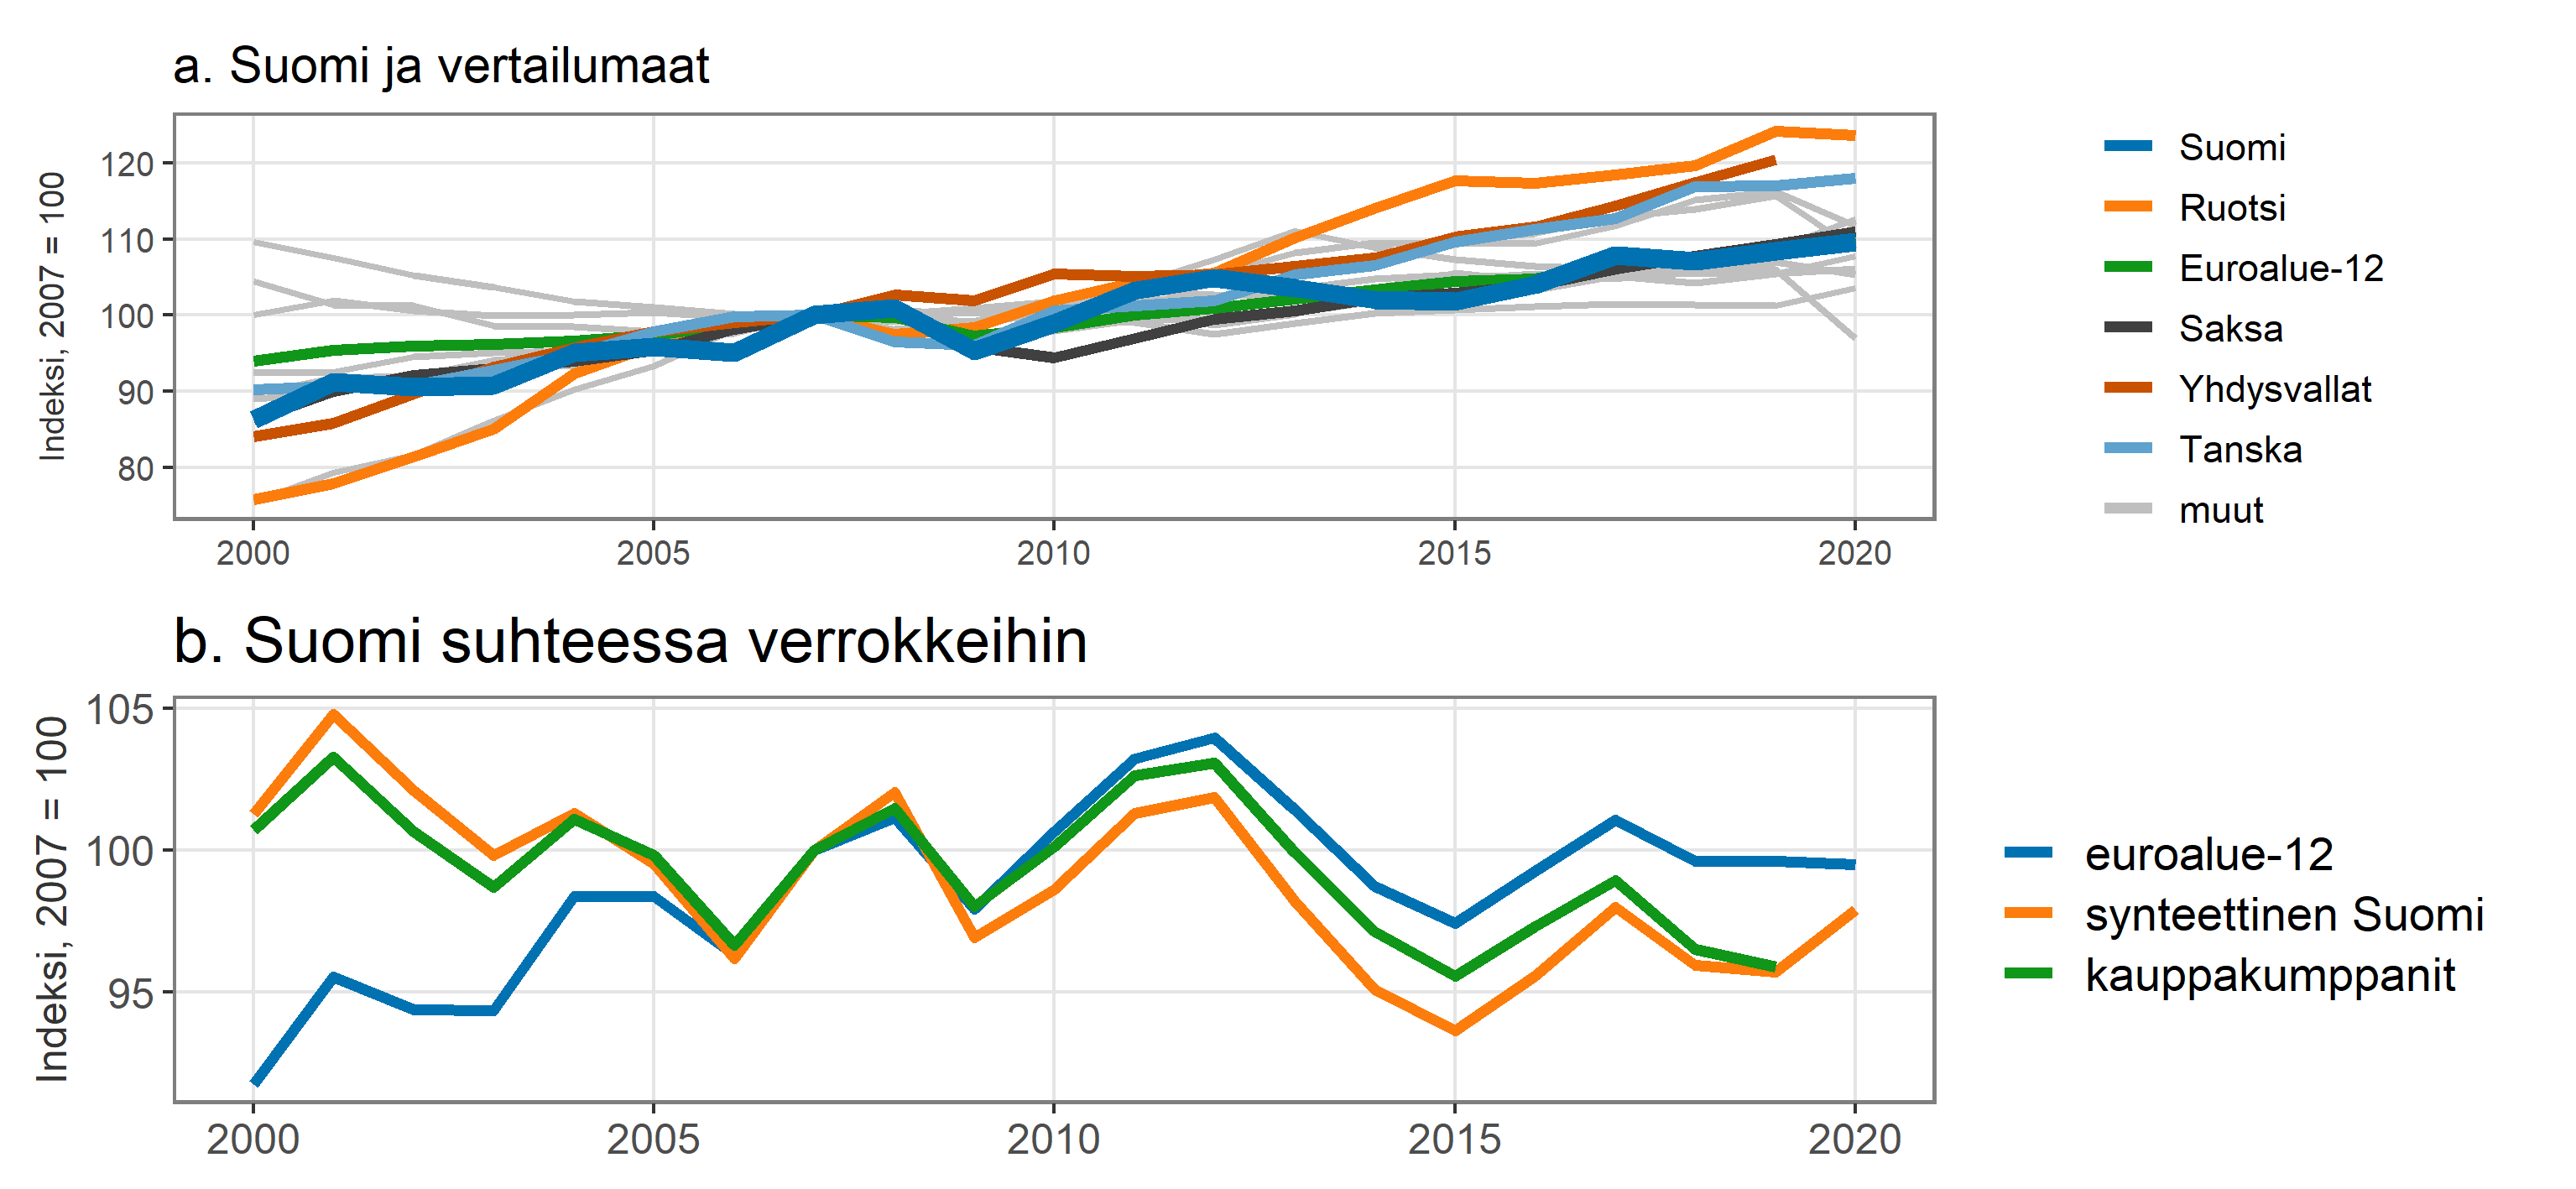 a. Suomi ja vertailumaat
Indeksi, 2007 = 100
120
110
100
90
80
2000 2005 2010 2015 2020
Suomi
Ruotsi
Euroalue-12
Saksa
Yhdysvallat
Tanska
muut
b. Suomi suhteessa verrokkeihin
Indeksi, 2007 = 100
105
100
95
2000 2005 2010 2015 2020
euroalue-12
synteettinen Suomi
kauppakumppanit